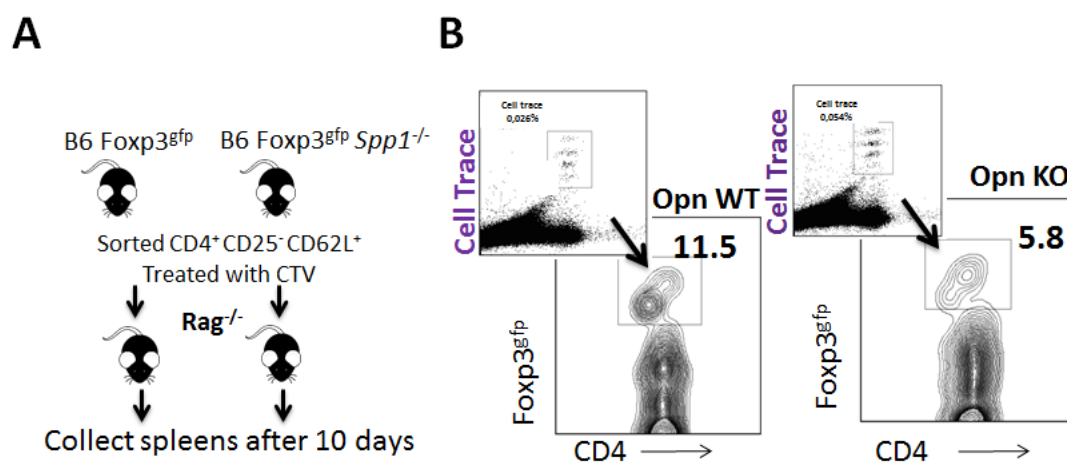 A
B6 Foxp3gfp B6 Foxp3gfp Spp1-/-
Sorted CD4+ CD25- CD62L+
Treated with CTV
Rag-/-
Collect spleens after 10 days
B
Cell trace
0,026%
Cell Trace
Opn WT
11.5
Foxp3gfp
CD4
Cell trace
0,054%
Cell Trace
Opn KO
5.8
Foxp3gfp
CD4